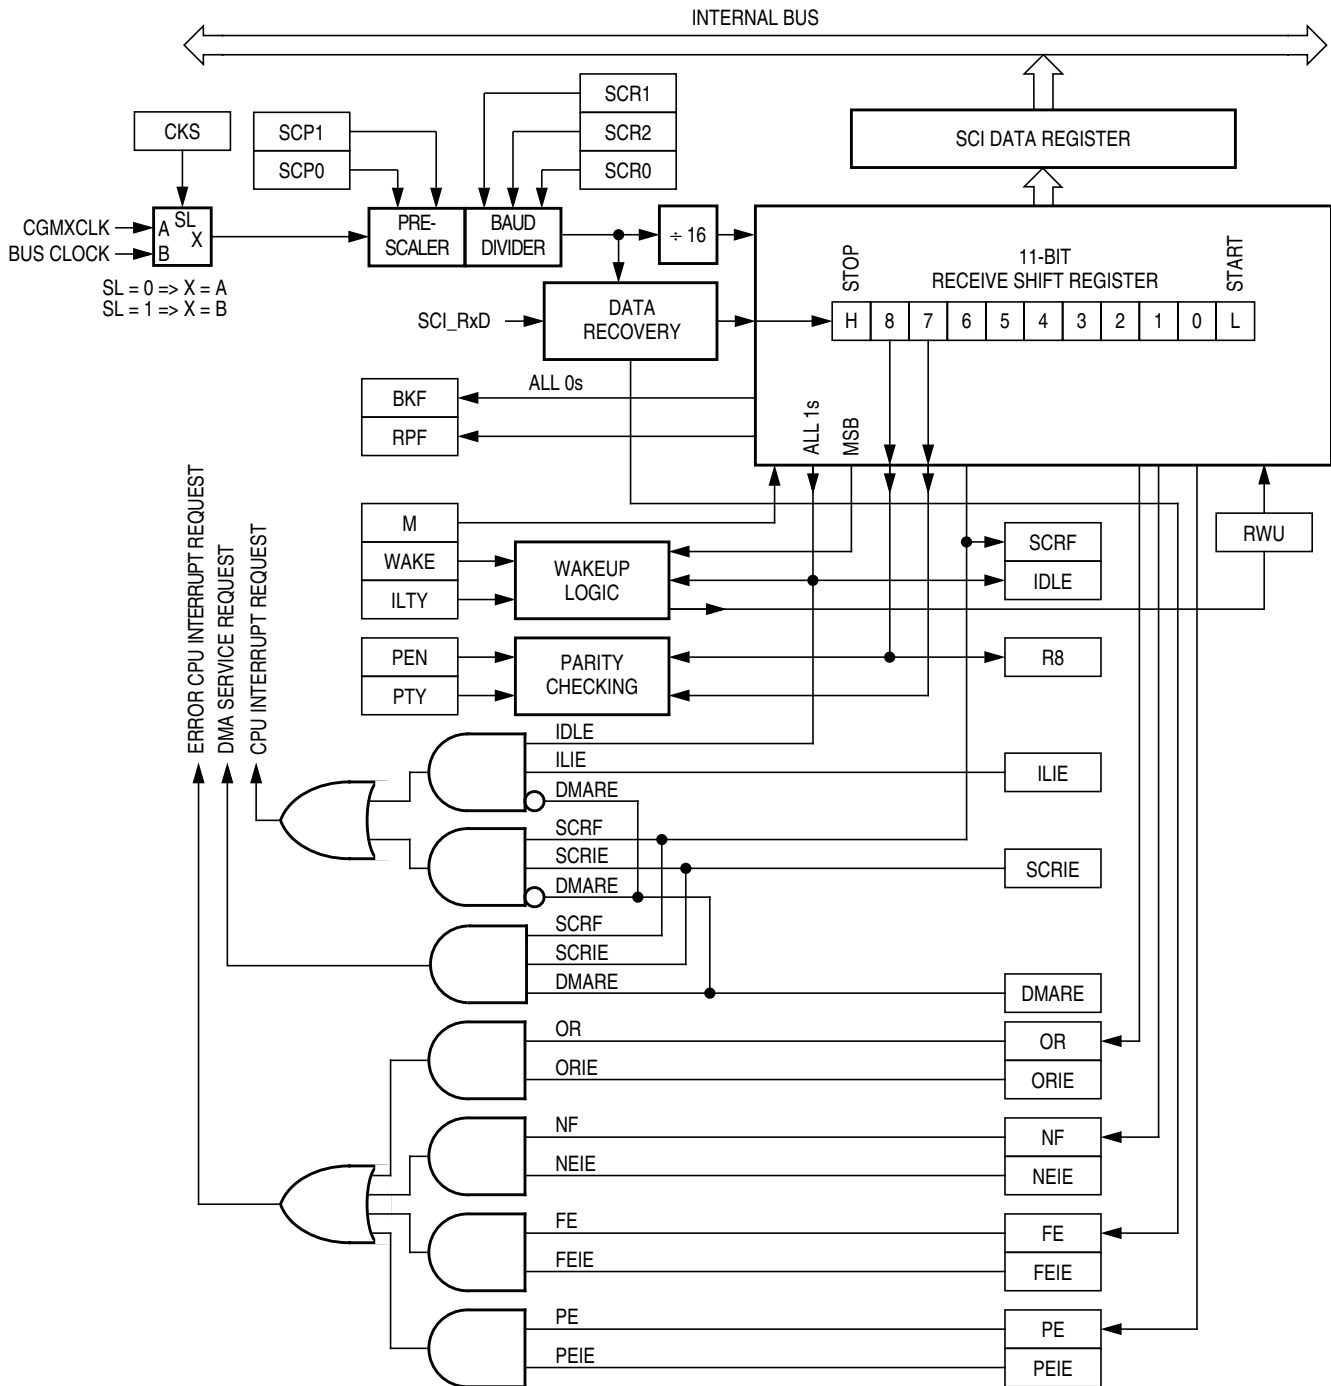 INTERNAL BUS
SCR1
SCR2
SCR0
SCI DATA REGISTER
CKS
SCP1
SCP0
CGMXCLK
BUS CLOCK
A
B
SL
X
SL = 0 => X = A
SL = 1 => X = B
PRE-
SCALER
BAUD
DIVIDER
÷ 16
11-BIT
RECEIVE SHIFT REGISTER
STOP
START
H 8 7 6 5 4 3 2 1 0 L
SCI_RxD
DATA
RECOVERY
ALL 0s
BKF
RPF
ALL 1s
MSB
M
WAKE
ILTY
WAKEUP
LOGIC
SCRF
IDLE
RWU
PEN
PTY
PARITY
CHECKING
R8
ERROR CPU INTERRUPT REQUEST
DMA SERVICE REQUEST
CPU INTERRUPT REQUEST
IDLE
ILIE
DMARE
ILIE
SCRF
SCRIE
DMARE
SCRIE
SCRF
SCRIE
DMARE
DMARE
OR
ORIE
OR
ORIE
NF
NEIE
NF
NEIE
FE
FEIE
FE
FEIE
PE
PEIE
PE
PEIE